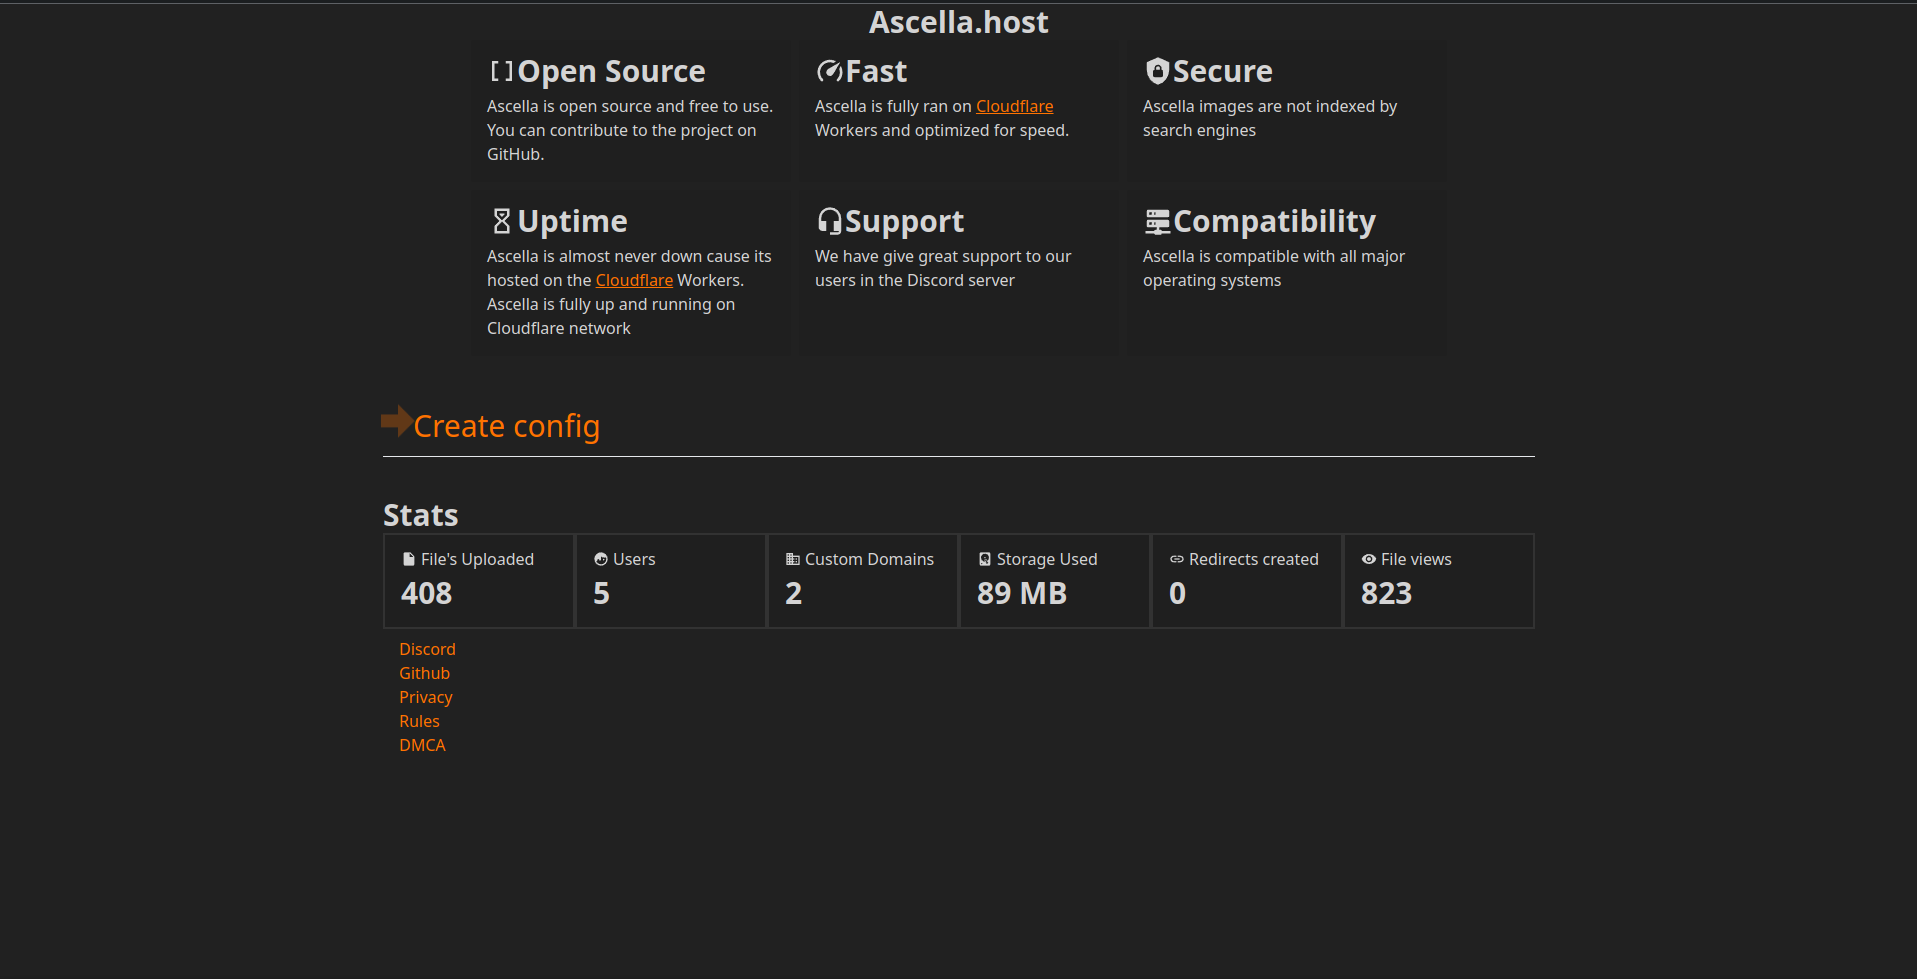 Ascella.host
Open Source
Ascella is open source and free to use.
You can contribute to the project on
GitHub.
Fast
Ascella is fully ran on Cloudflare
Workers and optimized for speed.
Secure
Ascella images are not indexed by
search engines
Uptime
Ascella is almost never down cause its
hosted on the Cloudflare Workers.
Ascella is fully up and running on
Cloudflare network
Support
We have give great support to our
users in the Discord server
Compatibility
Ascella is compatible with all major
operating systems
Create config
Stats
File's Uploaded
408
Users
5
Custom Domains
2
Storage Used
89 MB
Redirects created
0
File views
823
Discord
Github
Privacy
Rules
DMCA